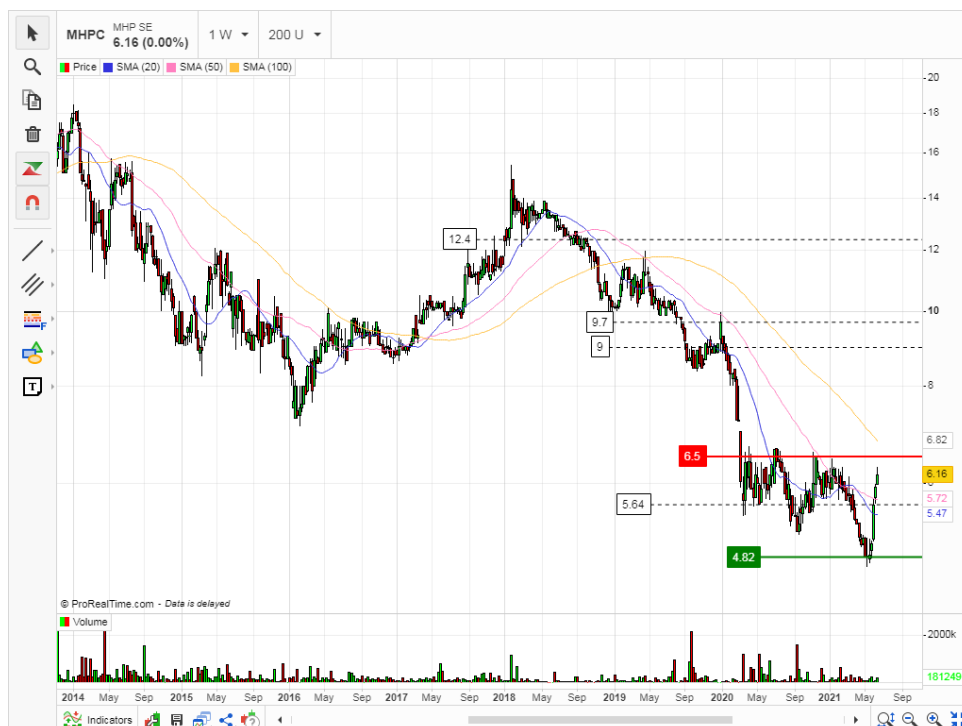 MHPC MHP SE 6.16 (0.00%) 1 W 200 U
Price SMA (20) SMA (50) SMA (100)
20
18
16
14
12.4
12
9.7
10
9
8
6.82
6.5
6.16
6
5.72
5.64
5.47
4.82
© ProRealTime.com - Data is delayed
Volume
2000k
181249
2014 May Sep 2015 May Sep 2016 May Sep 2017 May Sep 2018 May Sep 2019 May Sep 2020 May Sep 2021 May Sep
Indicators
F
T